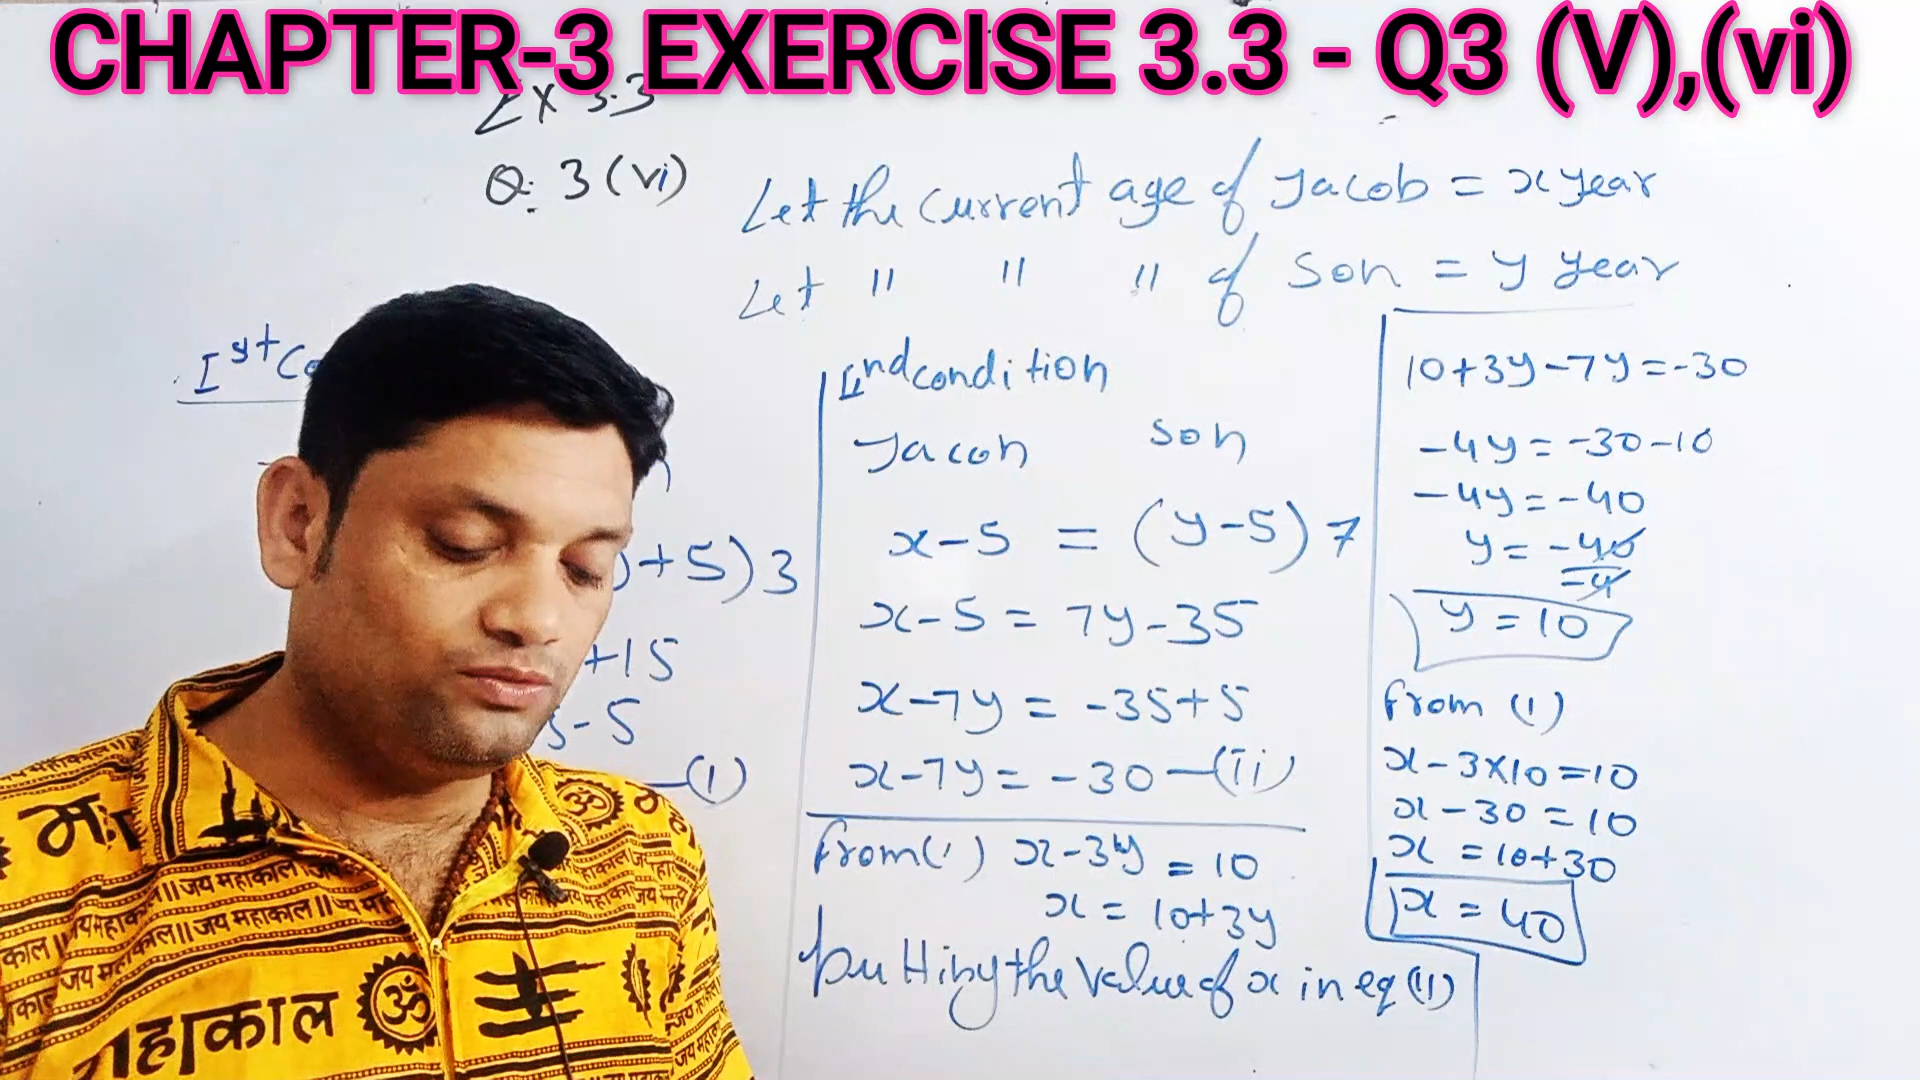 CHAPTER-3 EXERCISE 3.3 - Q3 (V),(vi)
Ex 3.3
Q: 3 (vi)
Let the current age of Jacob = x year
Let " " " of Son = y year
Ist Co
+5)3
+15
-5
—(1)
IInd condition
Jacob son
x-5 = (y-5) 7
x-5 = 7y-35
x-7y = -35+5
x-7y = -30 —(ii)
from (1) x-3y = 10
x = 10+3y
putting the value of x in eq (11)
10+3y-7y=-30
-4y = -30-10
-4y = -40
y = -40
-4
y = 10
from (1)
x-3×10=10
x-30=10
x = 10+30
x = 40
महाकाल
ॐ
जय महाकाल